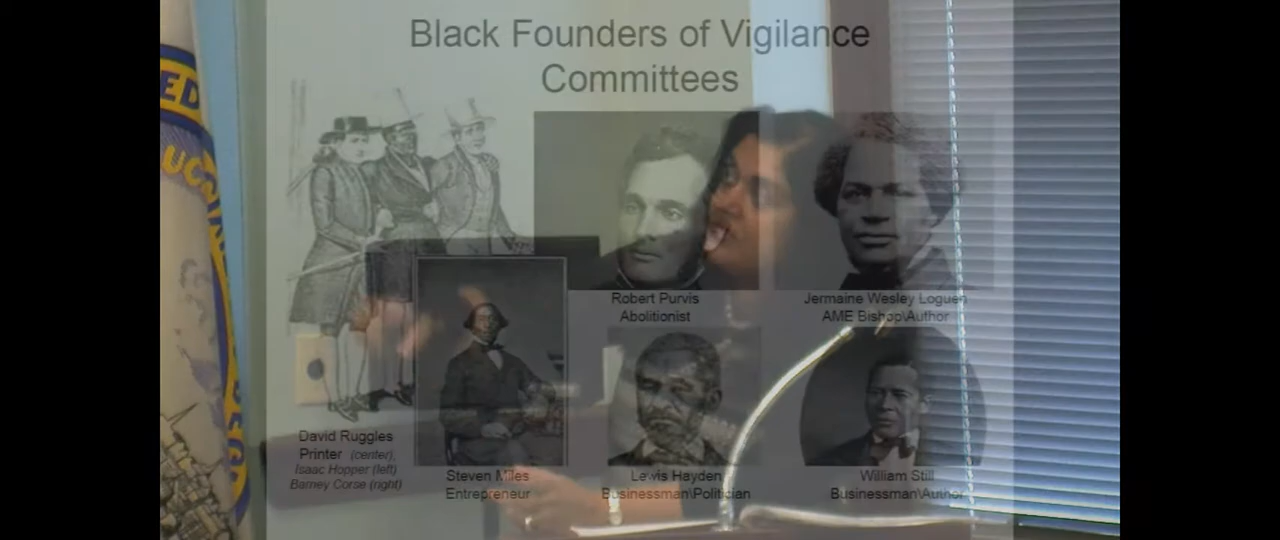 Black Founders of Vigilance
Committees
ED
Robert Purvis
Abolitionist
Jermaine Wesley Loguen
AME Bishop\Author
David Ruggles
Printer (center),
Isaac Hopper (left)
Barney Corse (right)
Steven Miles
Entrepreneur
Lewis Hayden
Businessman\Politician
William Still
Businessman\Author